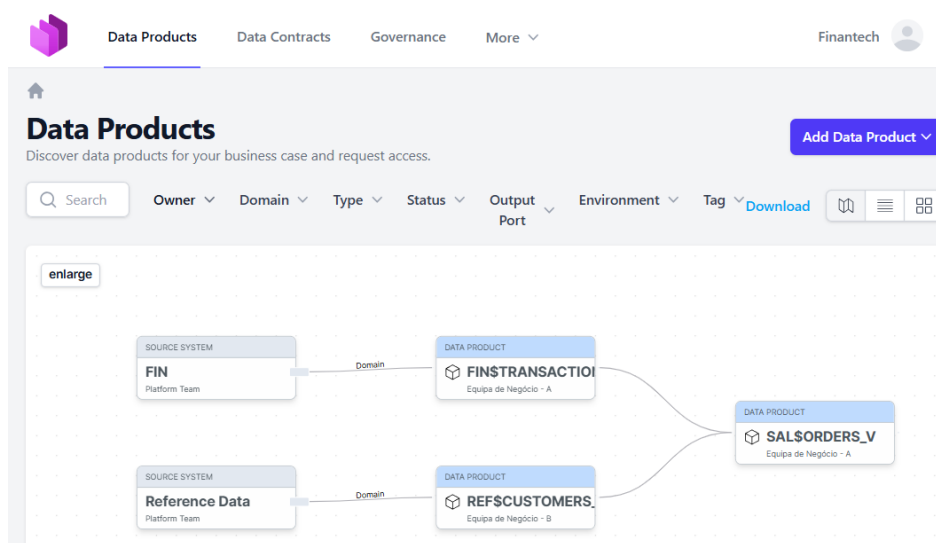 Data Products
Data Contracts
Governance
More
Finantech
Data Products
Discover data products for your business case and request access.
Add Data Product
Search
Owner
Domain
Type
Status
Output
Port
Environment
Tag
Download
enlarge
SOURCE SYSTEM
FIN
Platform Team
Domain
DATA PRODUCT
FIN$TRANSACTIO
Equipa de Negócio - A
DATA PRODUCT
SAL$ORDERS_V
Equipa de Negócio - A
SOURCE SYSTEM
Reference Data
Platform Team
Domain
DATA PRODUCT
REF$CUSTOMERS_
Equipa de Negócio - B